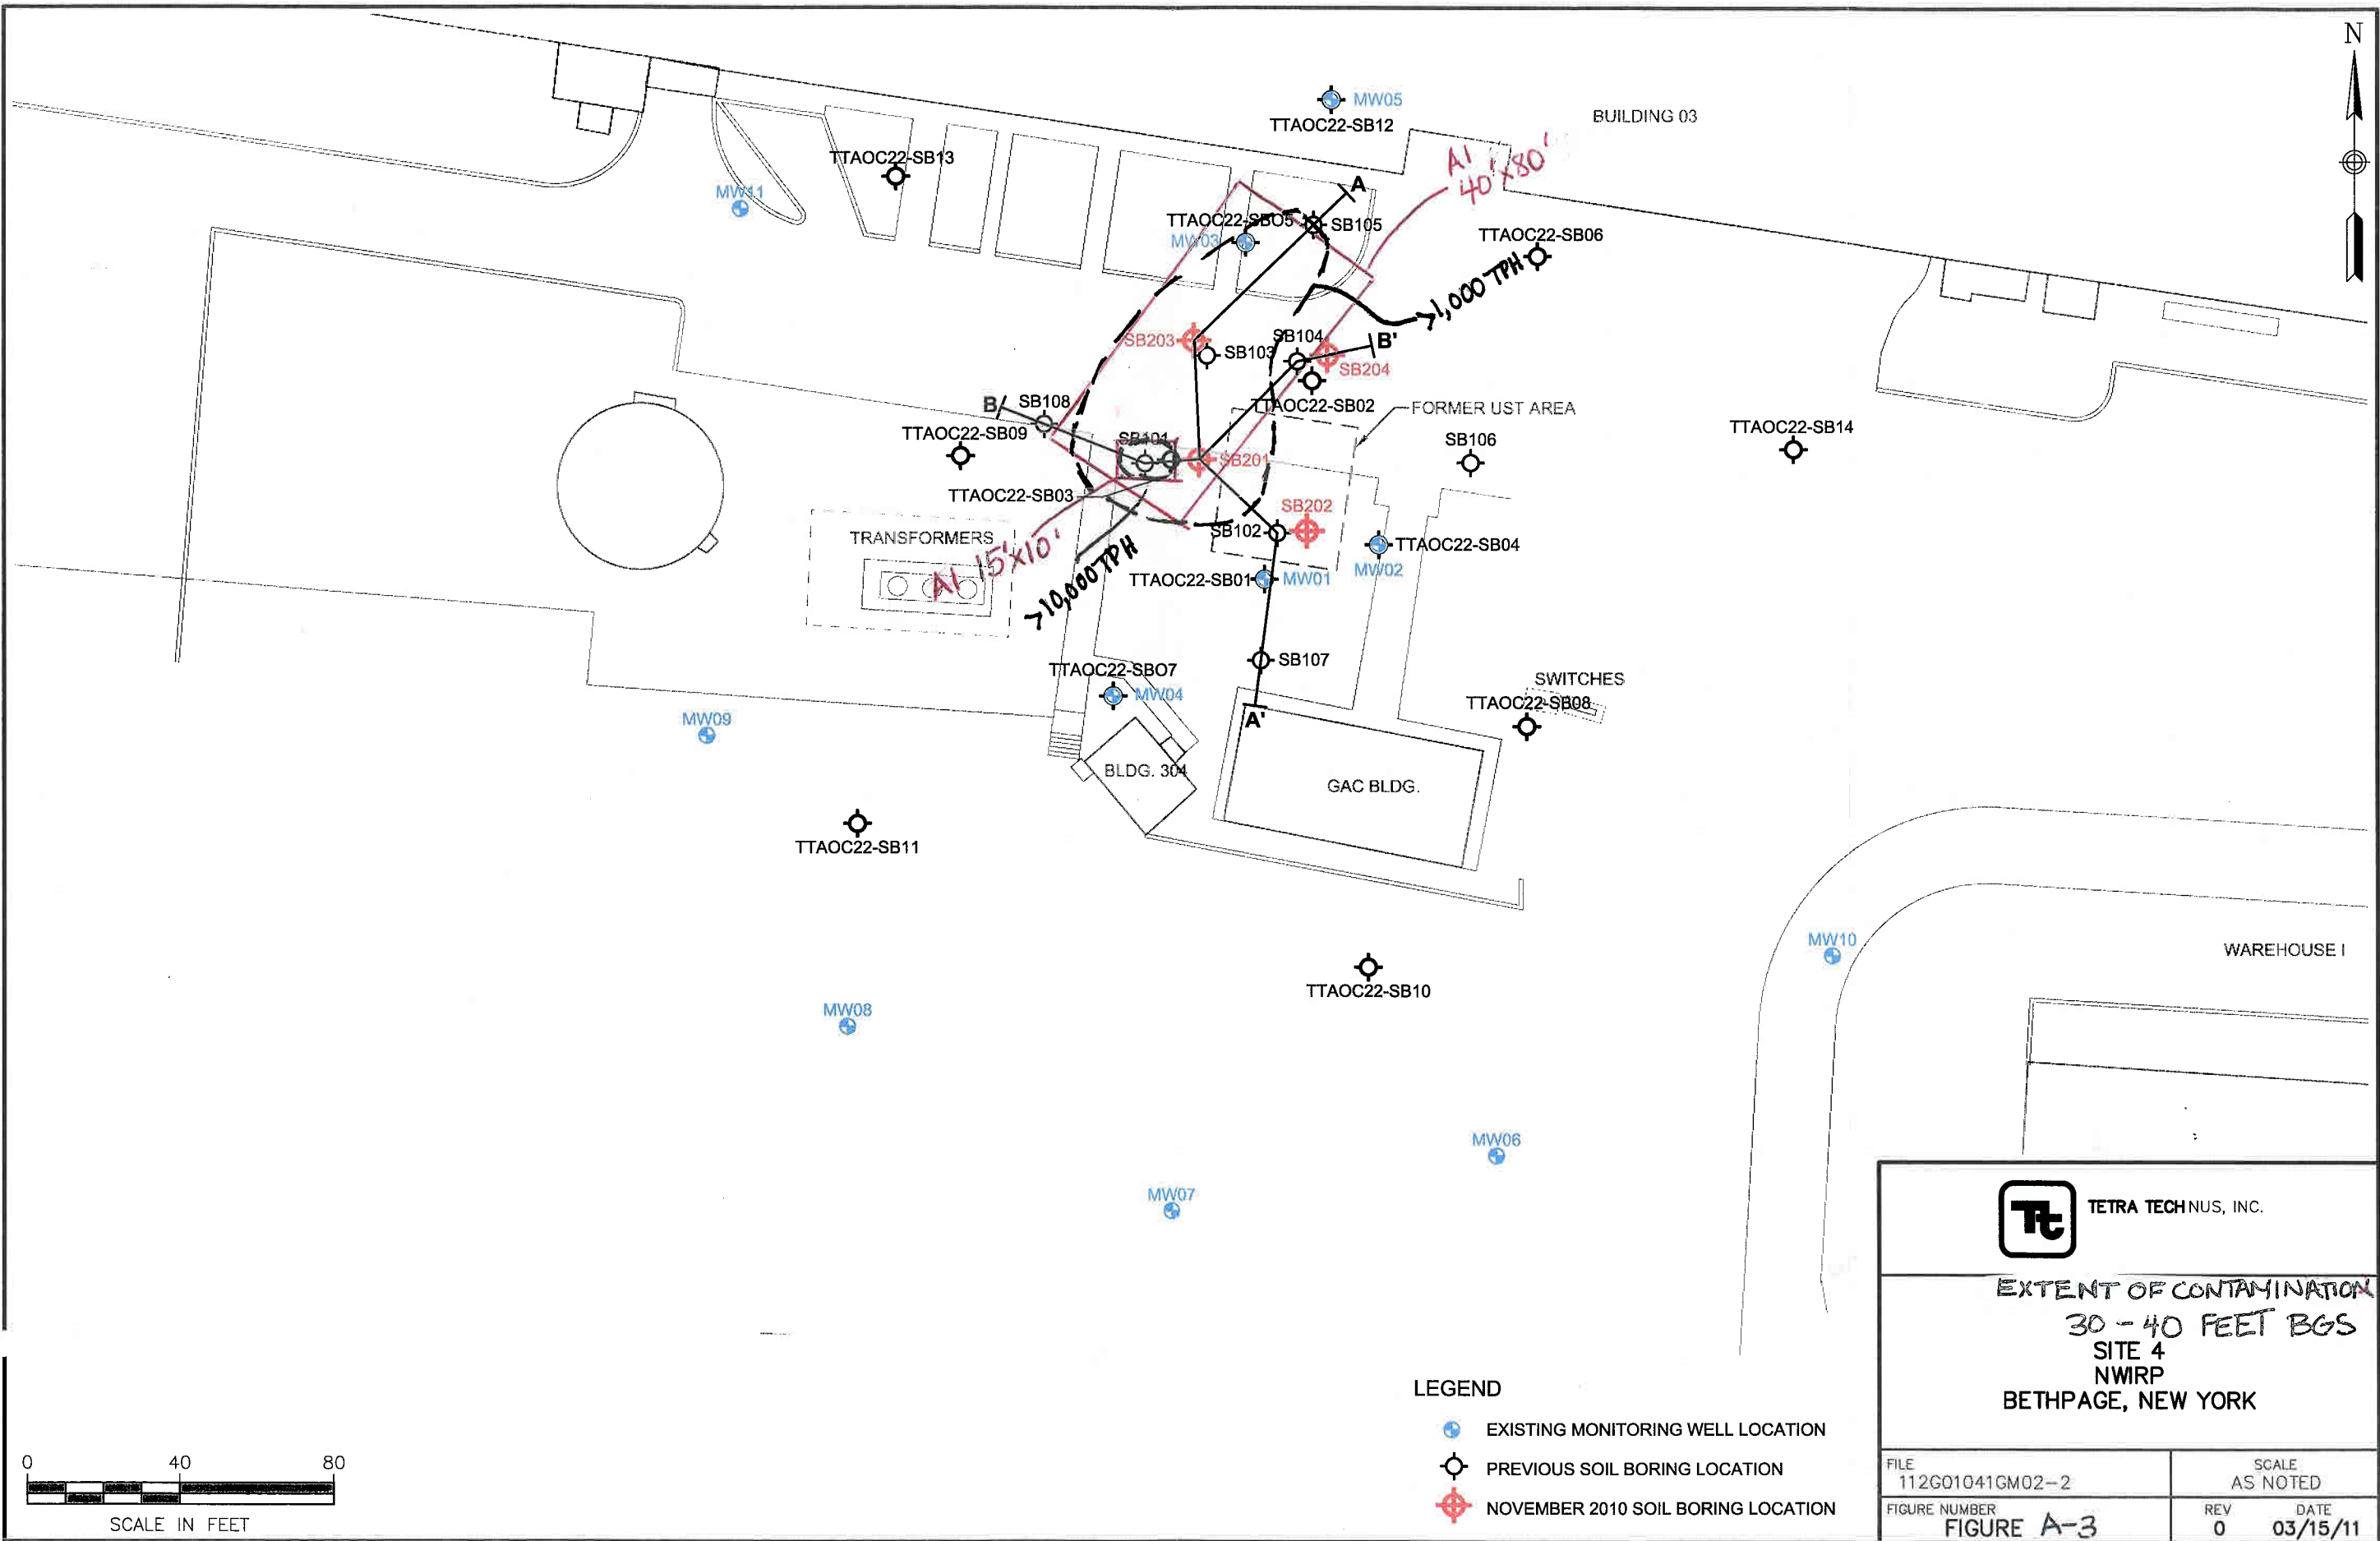 N
MW05
TTAOC22-SB12
BUILDING 03
TTAOC22-SB13
MW11
A1
40'x80'
A
TTAOC22-SBO5
SB105
MW03
TTAOC22-SB06
>1,000 TPH
SB203
SB103
SB104
B'
SB204
TTAOC22-SB02
FORMER UST AREA
B
SB108
TTAOC22-SB09
SB101
SB201
SB106
TTAOC22-SB14
TTAOC22-SB03
SB202
SB102
TRANSFORMERS
A1 15'x10'
>10,000 TPH
TTAOC22-SB04
MW02
TTAOC22-SB01
MW01
SB107
TTAOC22-SBO7
MW04
SWITCHES
TTAOC22-SB08
A'
MW09
BLDG. 304
GAC BLDG.
TTAOC22-SB11
MW10
WAREHOUSE I
TTAOC22-SB10
MW08
MW06
MW07
Tt
TETRA TECH NUS, INC.
EXTENT OF CONTAMINATION
30 - 40 FEET BGS
SITE 4
NWIRP
BETHPAGE, NEW YORK
LEGEND
EXISTING MONITORING WELL LOCATION
PREVIOUS SOIL BORING LOCATION
NOVEMBER 2010 SOIL BORING LOCATION
0 40 80
SCALE IN FEET
FILE
112G01041GM02-2
SCALE
AS NOTED
FIGURE NUMBER
FIGURE A-3
REV
0
DATE
03/15/11